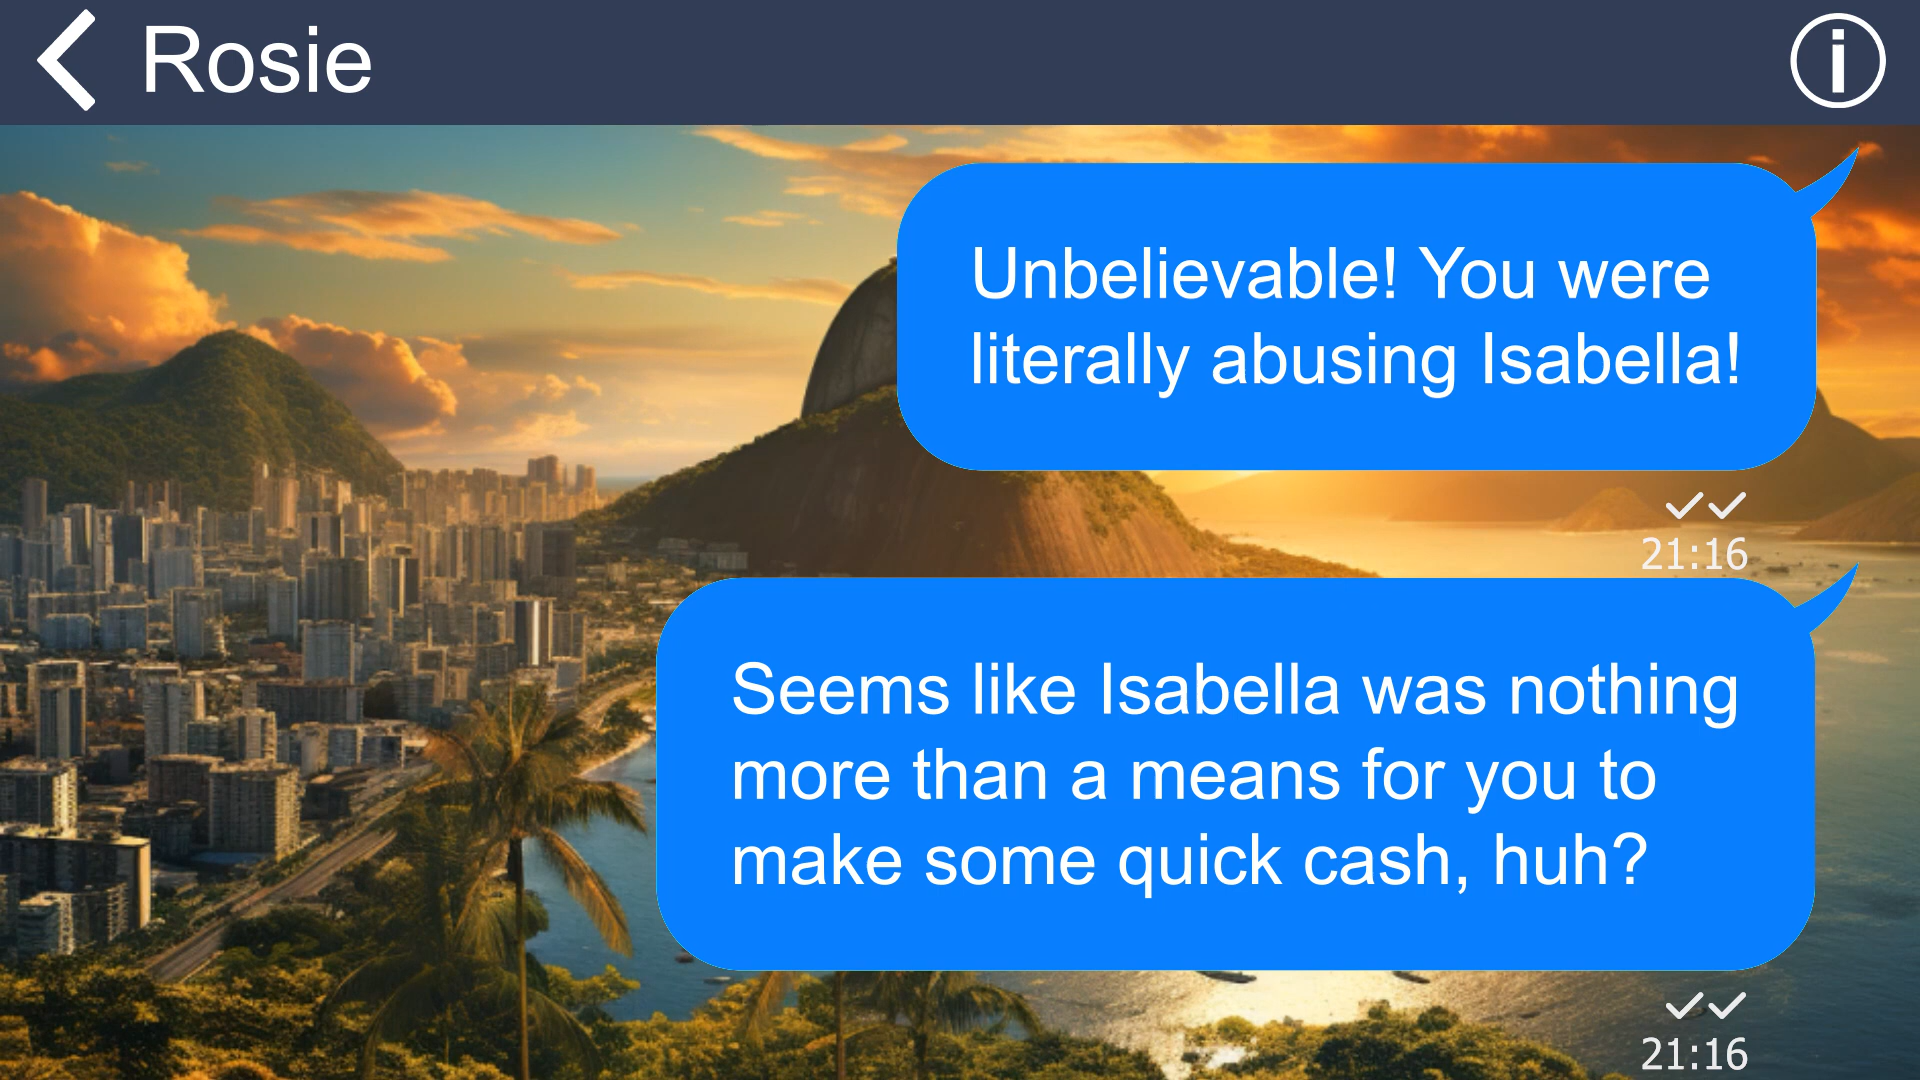 Rosie
Unbelievable! You were
literally abusing Isabella!
21:16
Seems like Isabella was nothing
more than a means for you to
make some quick cash, huh?
21:16